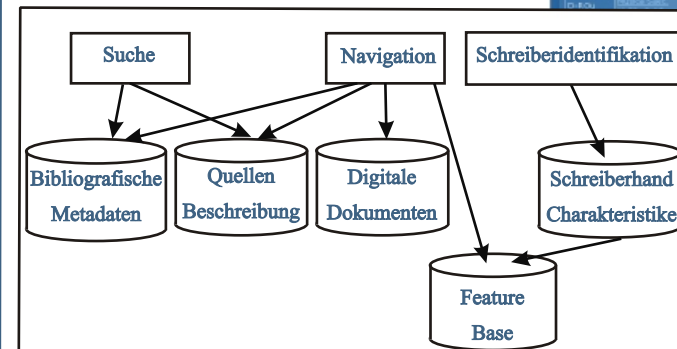 Suche
Navigation
Schreiberidentifikation
Bibliografische
Metadaten
Quellen
Beschreibung
Digitale
Dokumenten
Schreiberhand
Charakteristike
Feature
Base